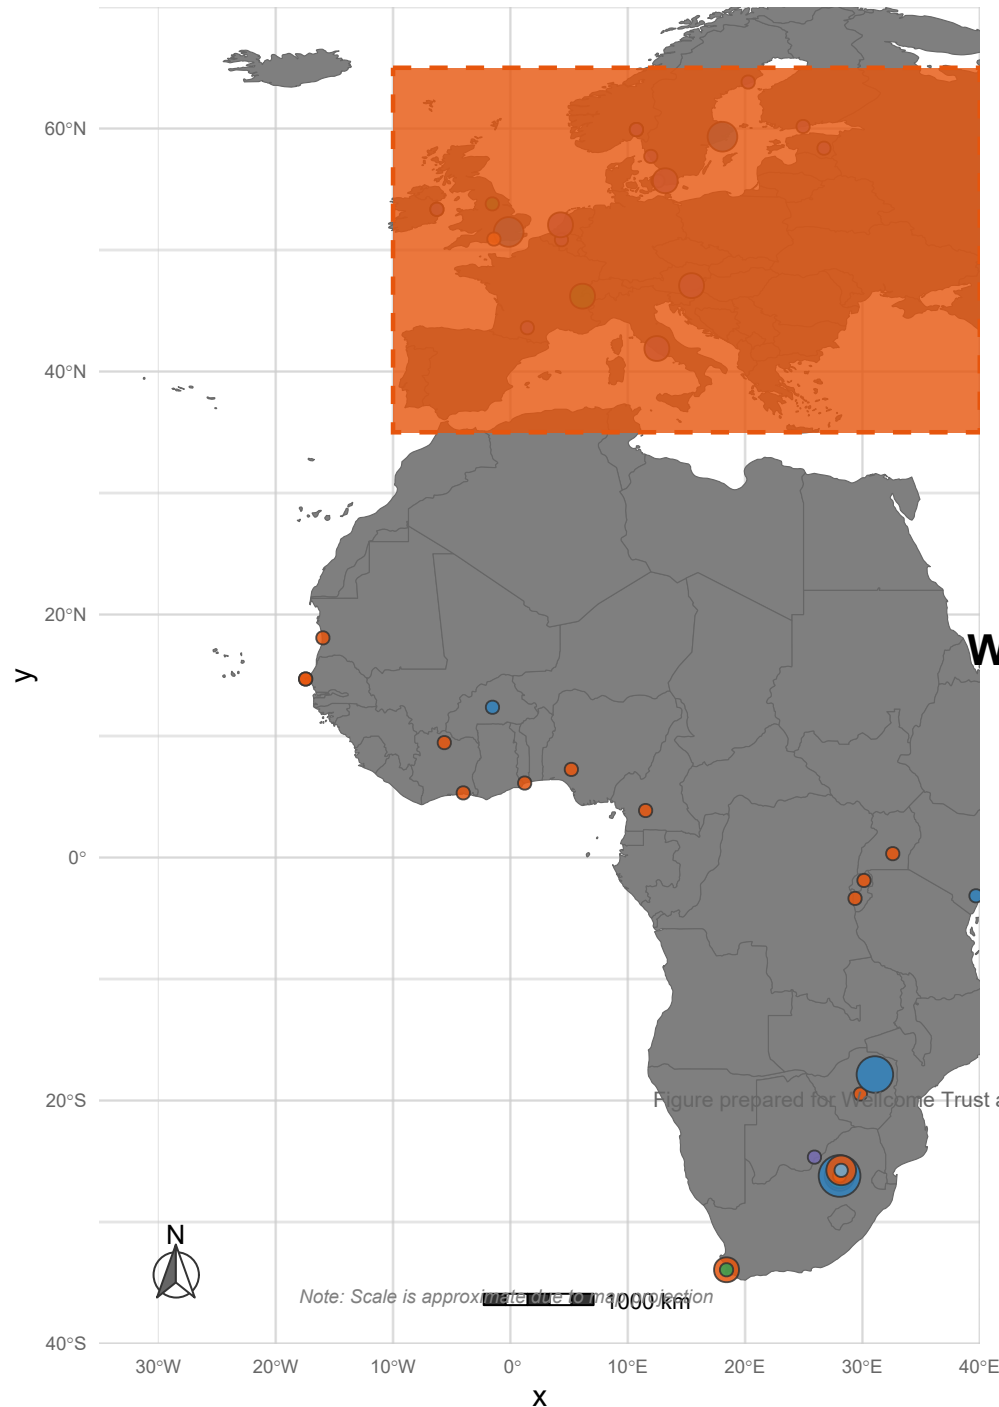 60°N
40°N
20°N
0°
20°S
40°S
y
W
Figure prepared for Wellcome Trust a
N
Note: Scale is approximate due to map projection
1000 km
30°W
20°W
10°W
0°
10°E
20°E
30°E
40°E
x